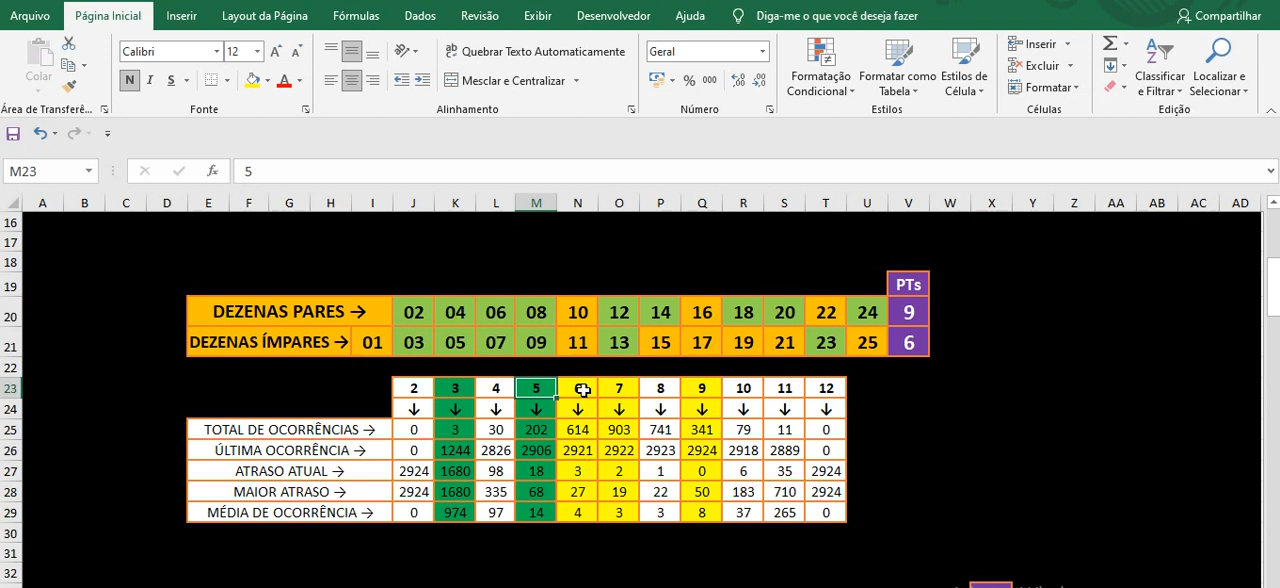 Arquivo Página Inicial Inserir Layout da Página Fórmulas Dados Revisão Exibir Desenvolvedor Ajuda Diga-me o que você deseja fazer Compartilhar
Colar
Calibri 12
Quebrar Texto Automaticamente
Geral
Inserir
N I S
Mesclar e Centralizar
% 000
Formatação Condicional
Formatar como Tabela
Estilos de Célula
Excluir
Formatar
Classificar e Filtrar
Localizar e Selecionar
Área de Transferê... Fonte Alinhamento Número Estilos Células Edição
M23 fx 5
A B C D E F G H I J K L M N O P Q R S T U V W X Y Z AA AB AC AD
16
17
18
19 PTs
20 DEZENAS PARES → 02 04 06 08 10 12 14 16 18 20 22 24 9
21 DEZENAS ÍMPARES → 01 03 05 07 09 11 13 15 17 19 21 23 25 6
22
23 2 3 4 5 6 7 8 9 10 11 12
24 ↓ ↓ ↓ ↓ ↓ ↓ ↓ ↓ ↓ ↓ ↓
25 TOTAL DE OCORRÊNCIAS → 0 3 30 202 614 903 741 341 79 11 0
26 ÚLTIMA OCORRÊNCIA → 0 1244 2826 2906 2921 2922 2923 2924 2918 2889 0
27 ATRASO ATUAL → 2924 1680 98 18 3 2 1 0 6 35 2924
28 MAIOR ATRASO → 2924 1680 335 68 27 19 22 50 183 710 2924
29 MÉDIA DE OCORRÊNCIA → 0 974 97 14 4 3 3 8 37 265 0
30
31
32